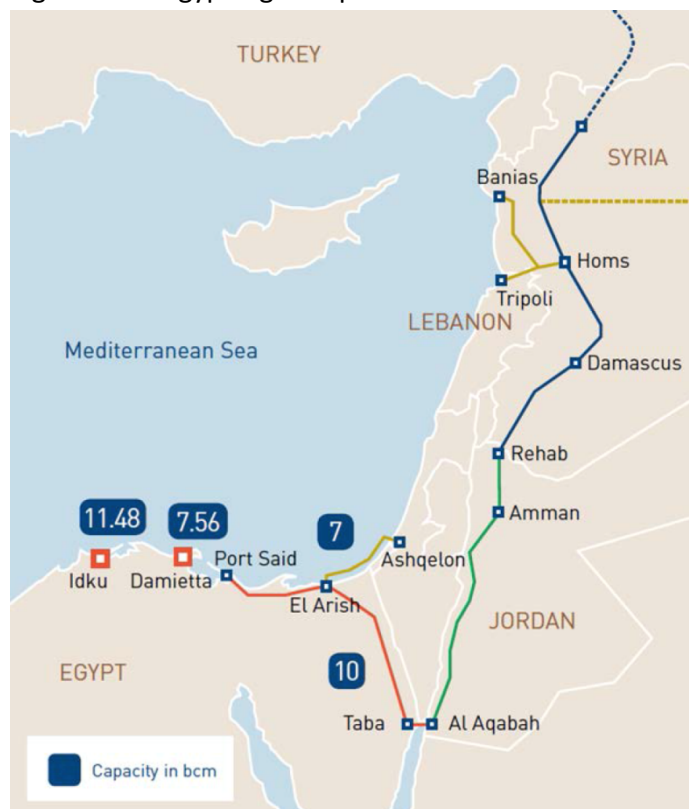 TURKEY
SYRIA
Banias
Homs
Tripoli
LEBANON
Mediterranean Sea
Damascus
Rehab
11.48
7.56
7
Amman
Port Said
Ashqelon
Idku
Damietta
El Arish
JORDAN
EGYPT
10
Taba
Al Aqabah
Capacity in bcm